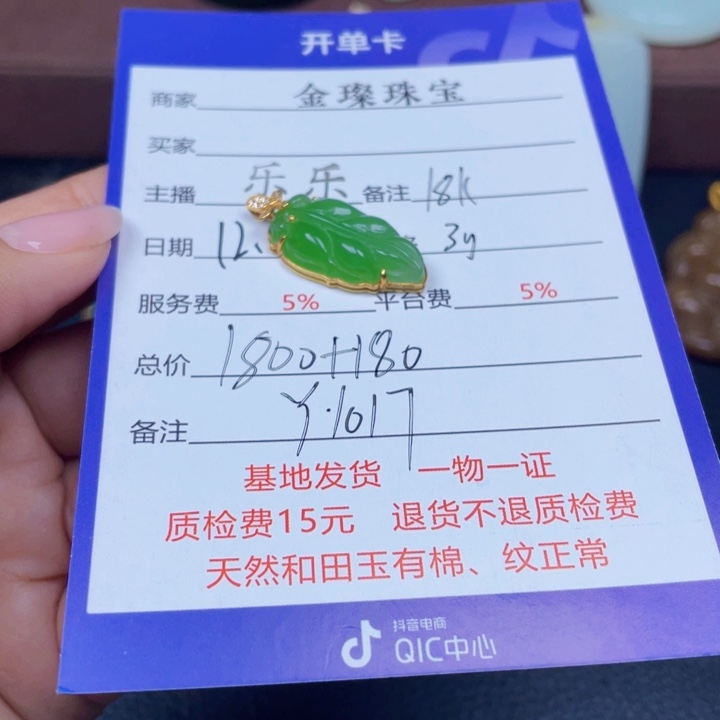 开单卡
商家 金璨珠宝
买家
主播 乐乐 备注 18K
日期 12.
服务费 5% 平台费 5%
总价 1800+180
备注 Y·1017
基地发货 一物一证
质检费15元 退货不退质检费
天然和田玉有棉、纹正常
抖音电商
QIC中心